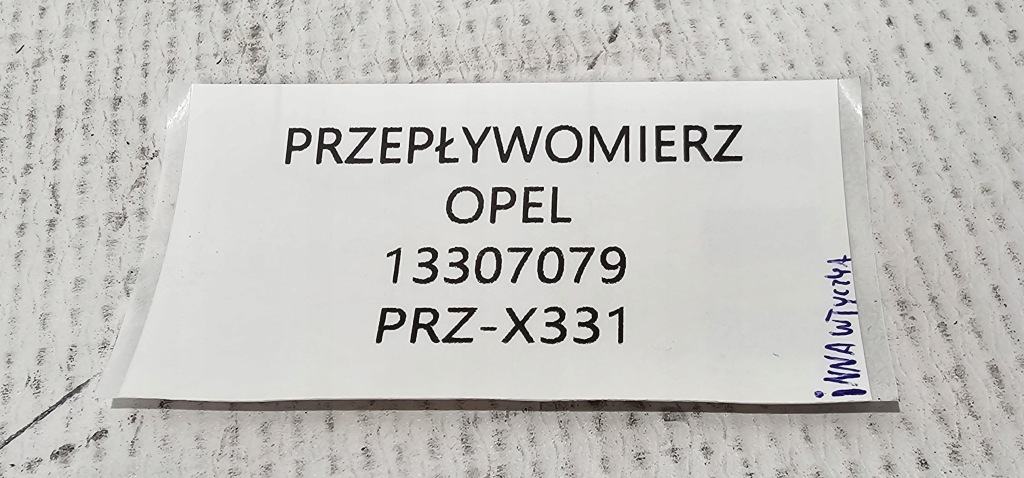 PRZEPŁYWOMIERZ
OPEL
13307079
PRZ-X331
iNNA WTYCZKA